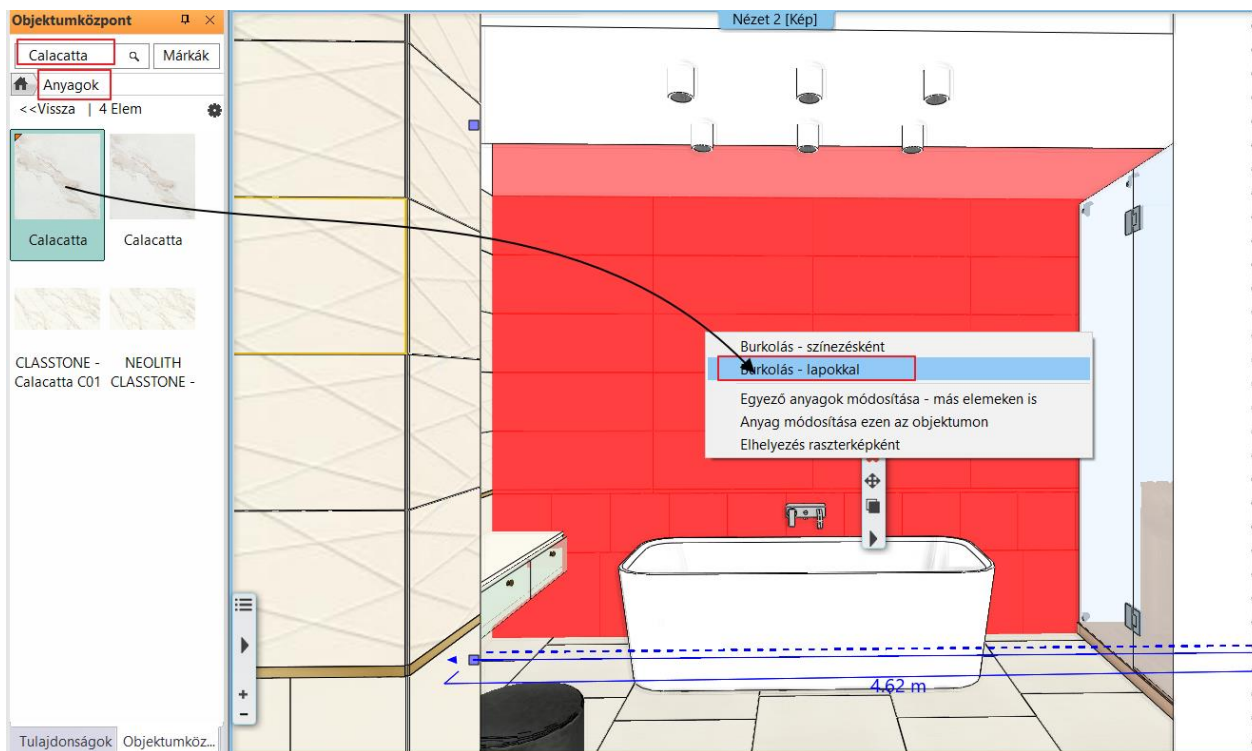 Objektumközpont
Calacatta
Márkák
Anyagok
<<Vissza | 4 Elem
Calacatta
Calacatta
CLASSTONE -
Calacatta C01
NEOLITH
CLASSTONE -
Tulajdonságok
Objektumköz...
Nézet 2 [Kép]
Burkolás - színezésként
Burkolás - lapokkal
Egyező anyagok módosítása - más elemeken is
Anyag módosítása ezen az objektumon
Elhelyezés raszterképként
4.62 m